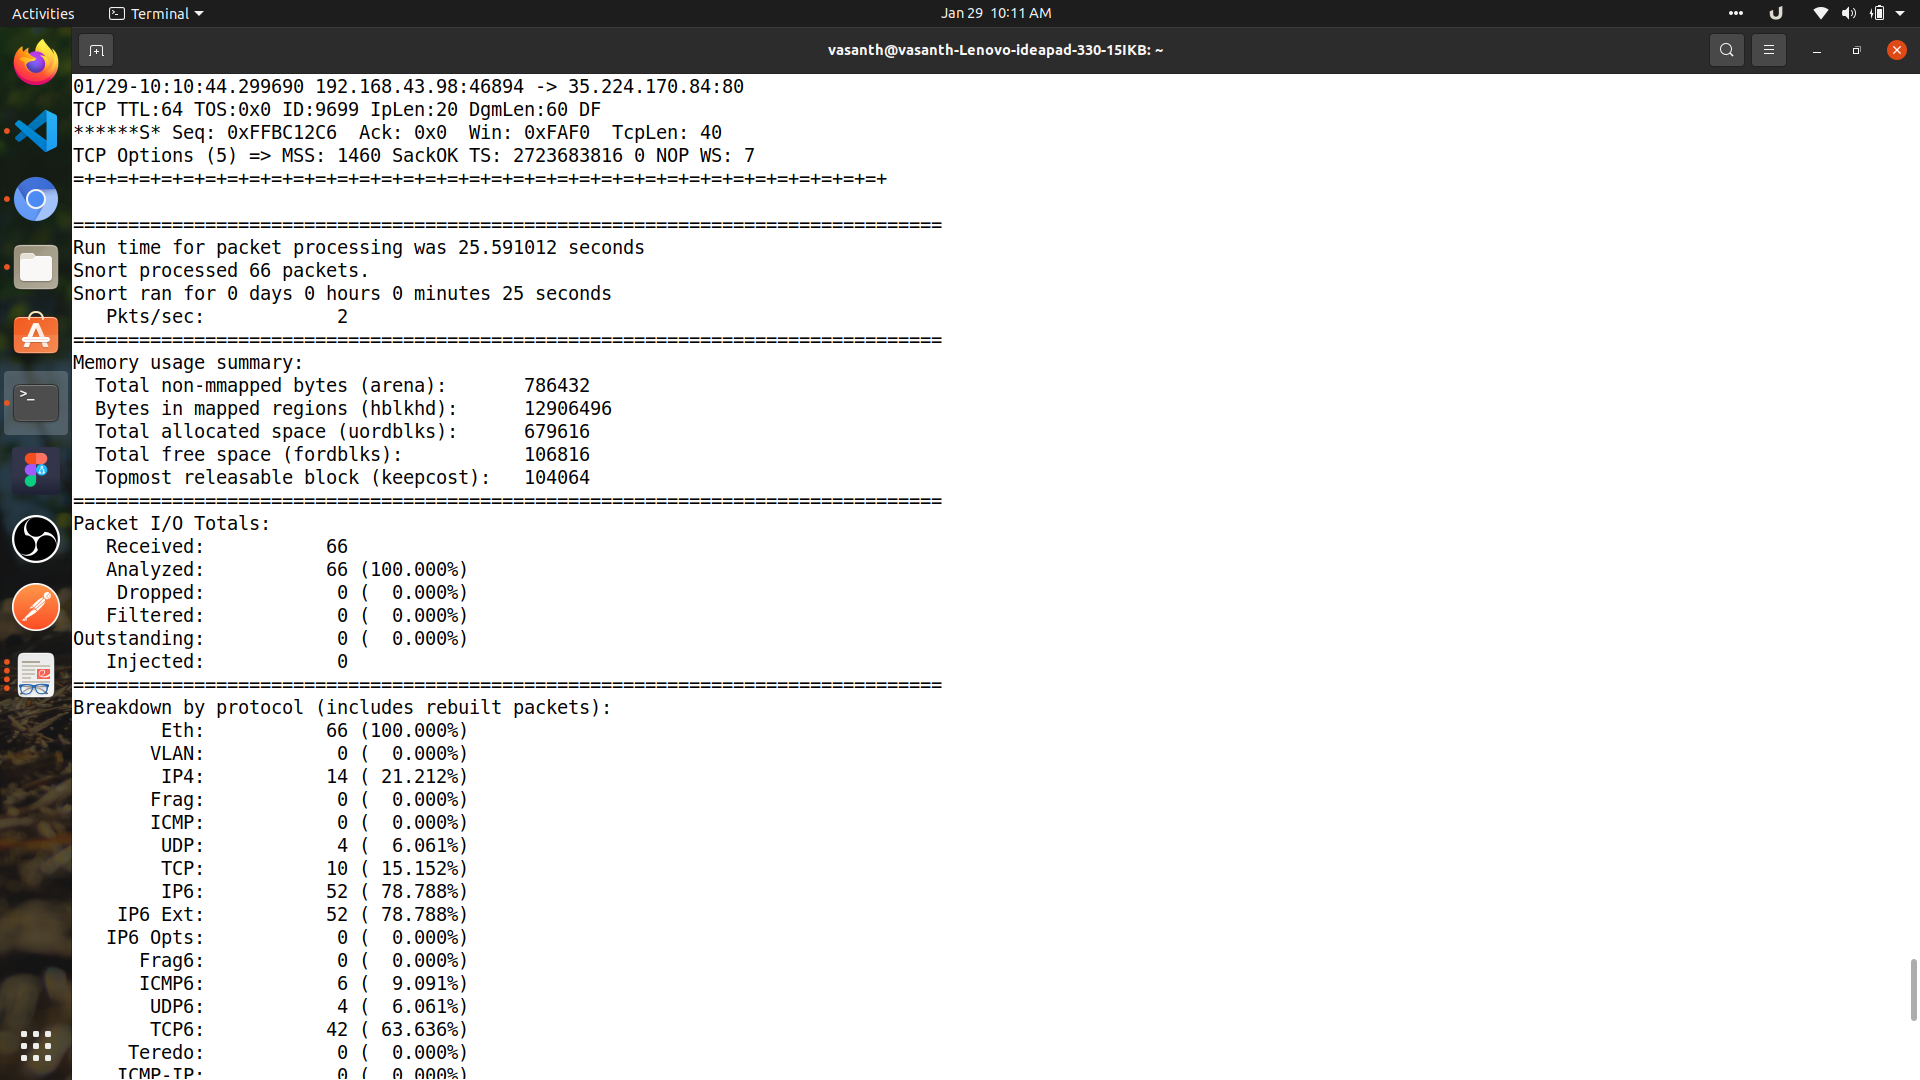 Activities
Terminal
Jan 29 10:11 AM
vasanth@vasanth-Lenovo-ideapad-330-15IKB: ~
01/29-10:10:44.299690 192.168.43.98:46894 -> 35.224.170.84:80
TCP TTL:64 TOS:0x0 ID:9699 IpLen:20 DgmLen:60 DF
******S* Seq: 0xFFBC12C6  Ack: 0x0  Win: 0xFAF0  TcpLen: 40
TCP Options (5) => MSS: 1460 SackOK TS: 2723683816 0 NOP WS: 7
=+=+=+=+=+=+=+=+=+=+=+=+=+=+=+=+=+=+=+=+=+=+=+=+=+=+=+=+=+=+=+=+=+=+=+=+=+
===============================================================================
Run time for packet processing was 25.591012 seconds
Snort processed 66 packets.
Snort ran for 0 days 0 hours 0 minutes 25 seconds
   Pkts/sec:            2
===============================================================================
Memory usage summary:
  Total non-mmapped bytes (arena):       786432
  Bytes in mapped regions (hblkhd):      12906496
  Total allocated space (uordblks):      679616
  Total free space (fordblks):           106816
  Topmost releasable block (keepcost):   104064
===============================================================================
Packet I/O Totals:
   Received:           66
   Analyzed:           66 (100.000%)
    Dropped:            0 (  0.000%)
   Filtered:            0 (  0.000%)
Outstanding:            0 (  0.000%)
   Injected:            0
===============================================================================
Breakdown by protocol (includes rebuilt packets):
        Eth:           66 (100.000%)
       VLAN:            0 (  0.000%)
        IP4:           14 ( 21.212%)
       Frag:            0 (  0.000%)
       ICMP:            0 (  0.000%)
        UDP:            4 (  6.061%)
        TCP:           10 ( 15.152%)
        IP6:           52 ( 78.788%)
    IP6 Ext:           52 ( 78.788%)
   IP6 Opts:            0 (  0.000%)
      Frag6:            0 (  0.000%)
      ICMP6:            6 (  9.091%)
       UDP6:            4 (  6.061%)
       TCP6:           42 ( 63.636%)
     Teredo:            0 (  0.000%)
    ICMP-IP:            0 (  0.000%)